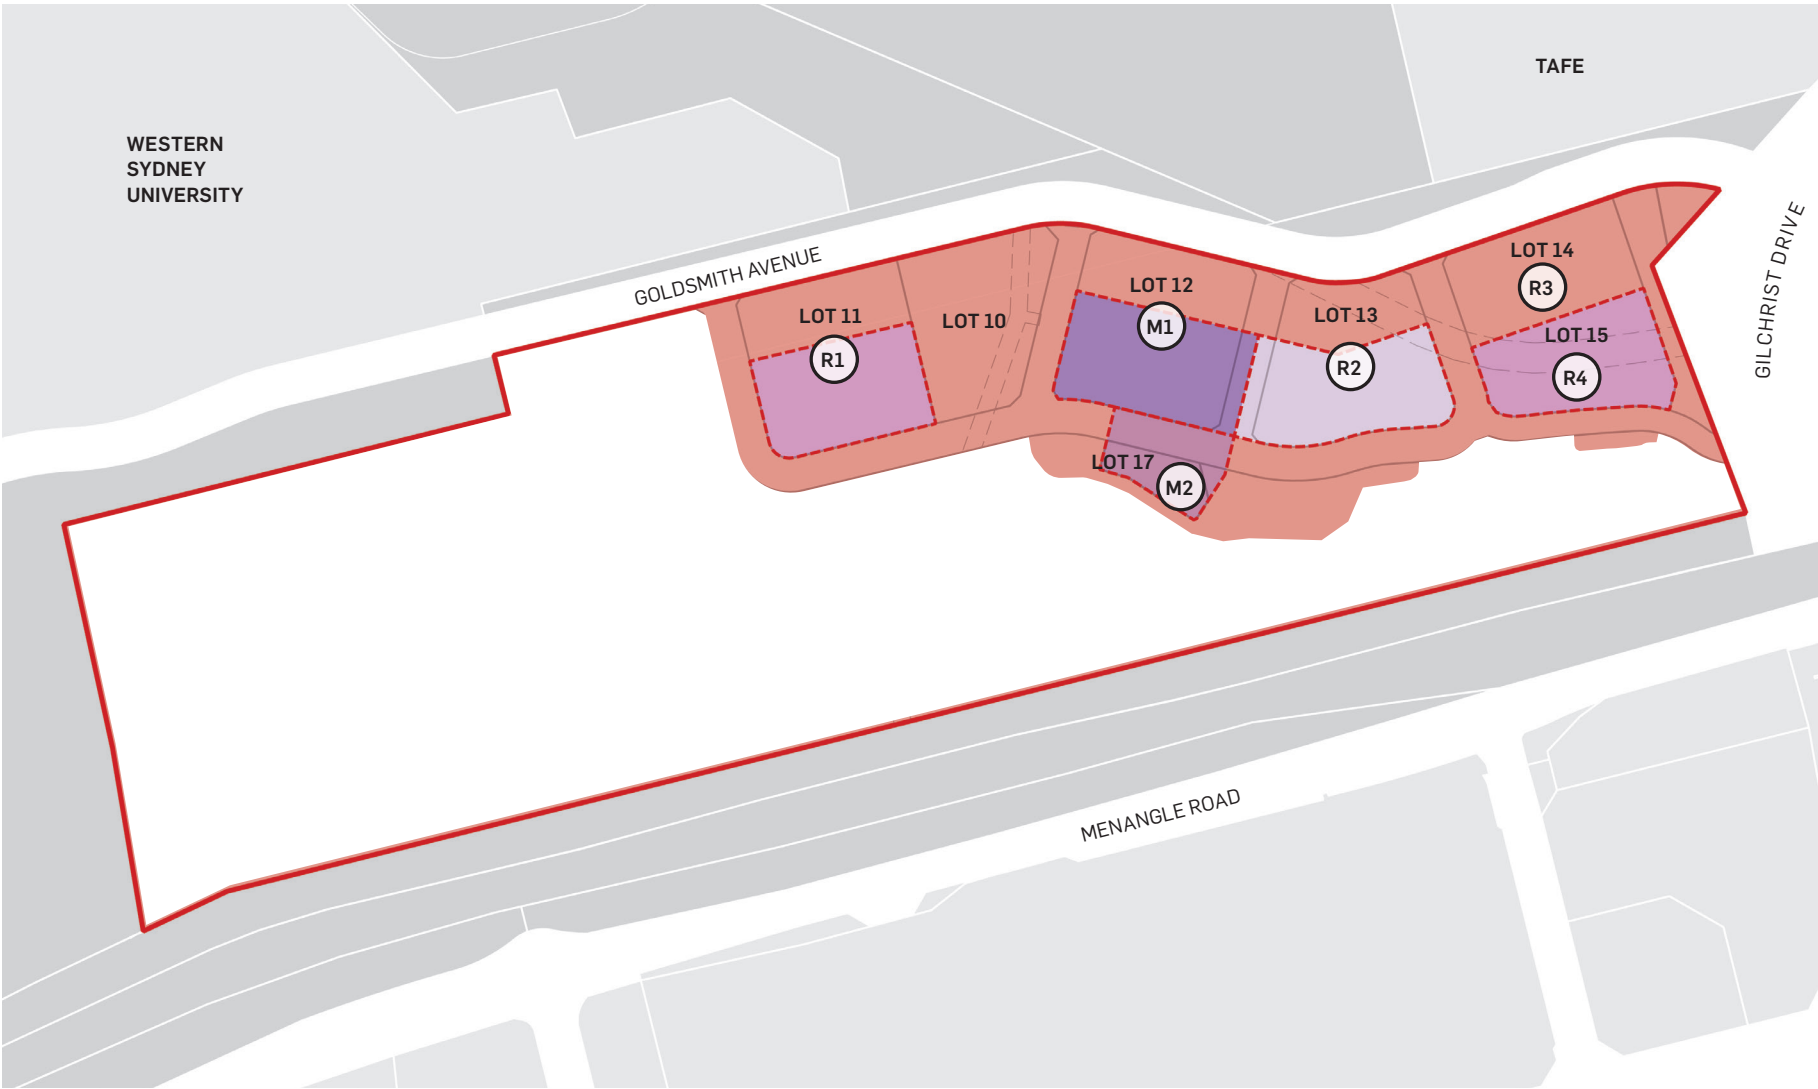 TAFE
WESTERN
SYDNEY
UNIVERSITY
GOLDSMITH AVENUE
GILCHRIST DRIVE
LOT 11
R1
LOT 10
LOT 12
M1
LOT 13
R2
LOT 14
R3
LOT 15
R4
LOT 17
M2
MENANGLE ROAD